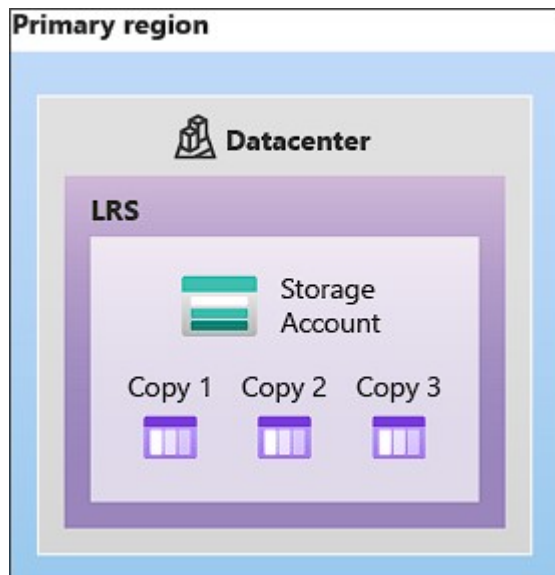 Primary region
Datacenter
LRS
Storage
Account
Copy 1 Copy 2 Copy 3